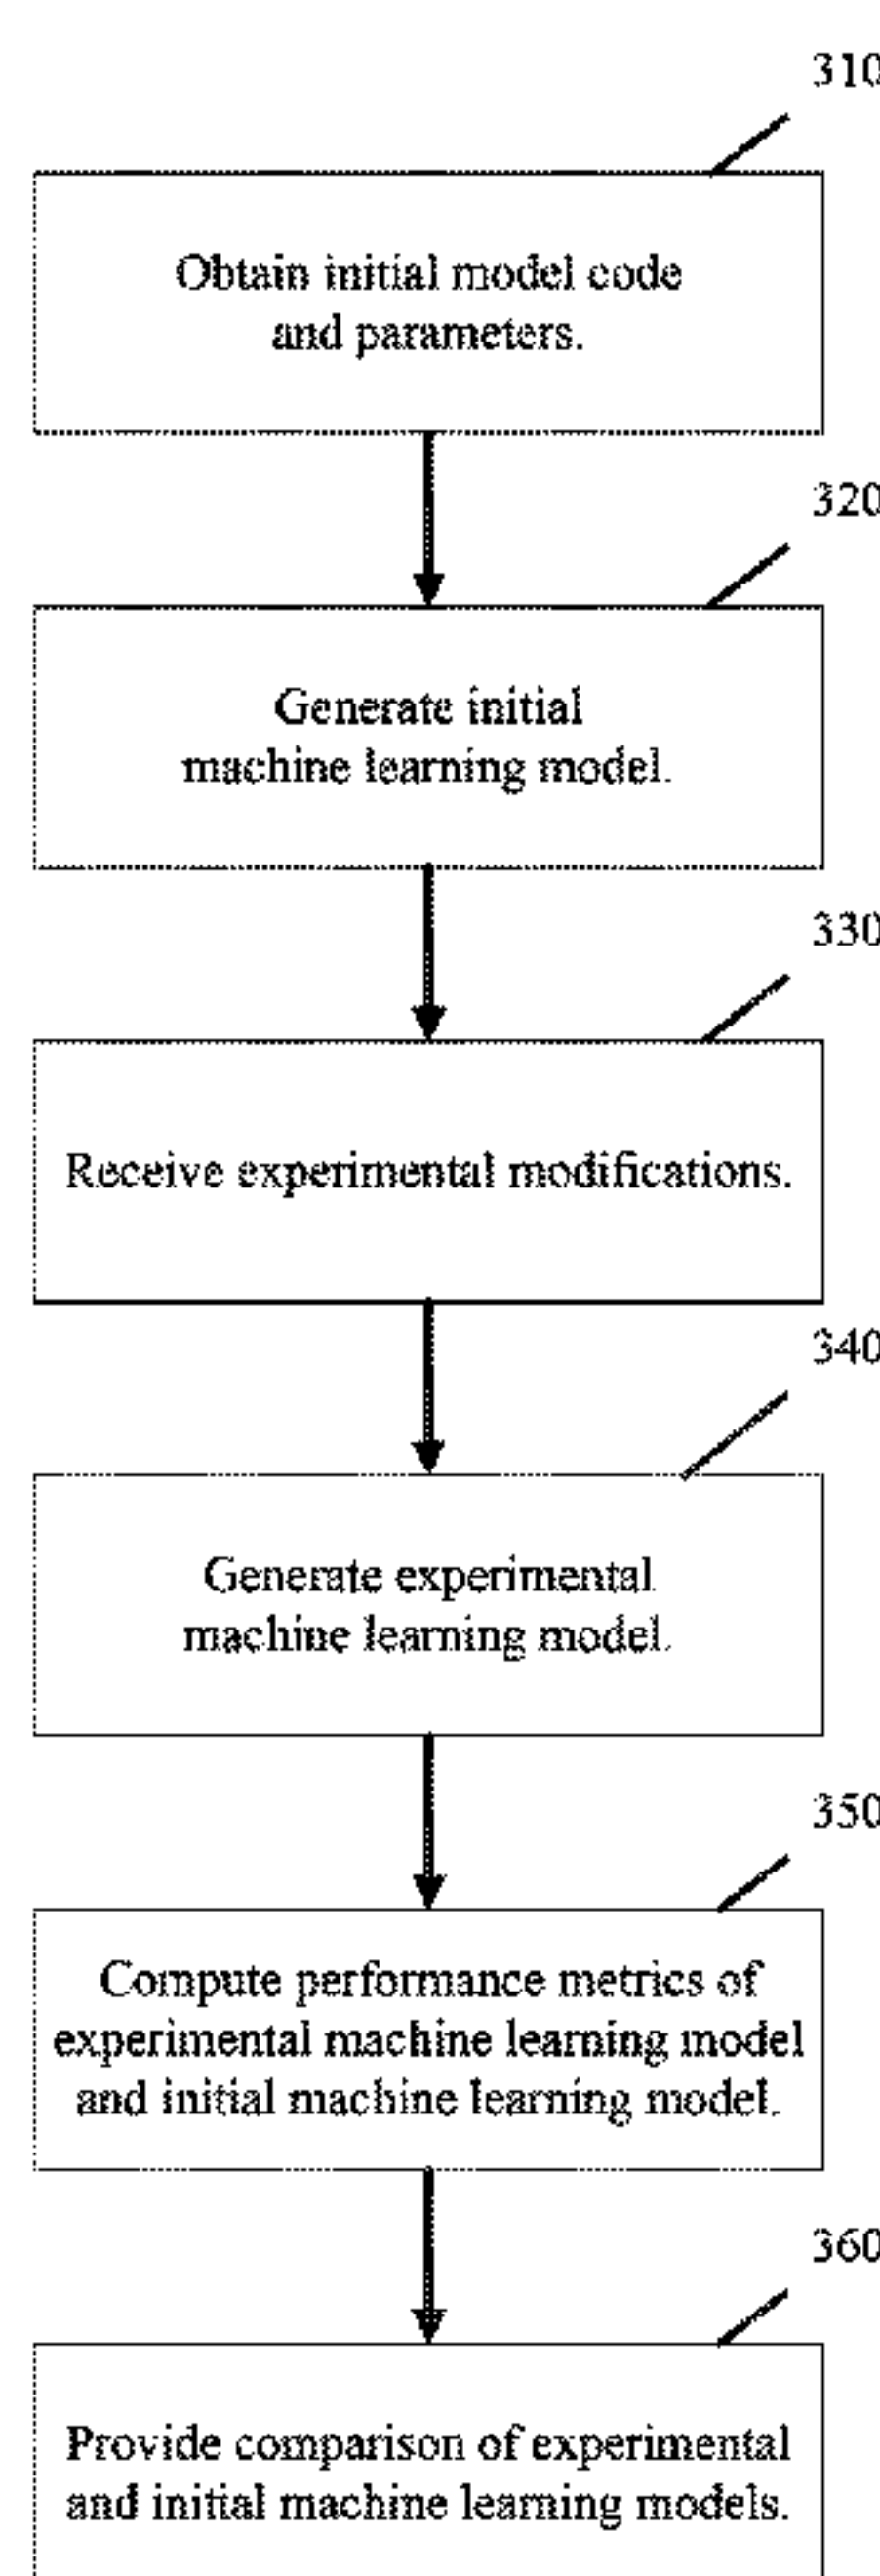 310
Obtain initial model code
and parameters.
320
Generate initial
machine learning model.
330
Receive experimental modifications.
340
Generate experimental
machine learning model.
350
Compute performance metrics of
experimental machine learning model
and initial machine learning model.
360
Provide comparison of experimental
and initial machine learning models.